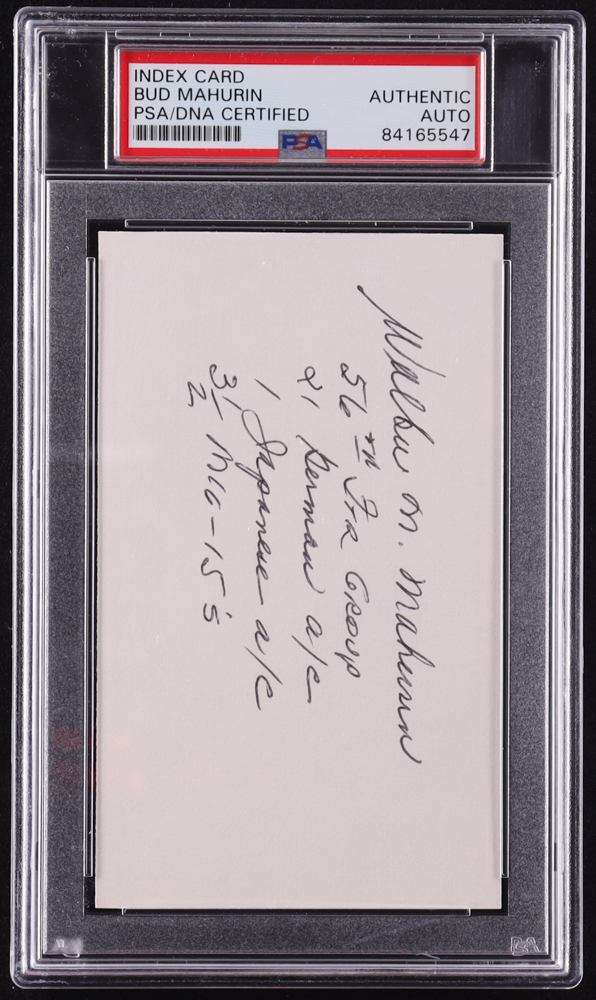 INDEX CARD
BUD MAHURIN
PSA/DNA CERTIFIED
AUTHENTIC
AUTO
84165547
PSA
Walker M. Mahurin
56th Ftr Group
21 German a/c
1 Japanese a/c
3 1/2 MIG-15's